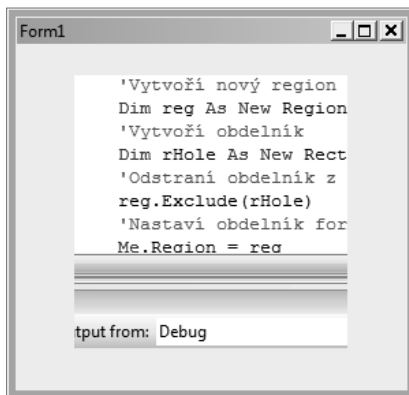 Form1
'Vytvoří nový region
Dim reg As New Region
'Vytvoří obdelník
Dim rHole As New Rect
'Odstraní obdelník z
reg.Exclude(rHole)
'Nastaví obdelník for
Me.Region = reg
tput from: Debug